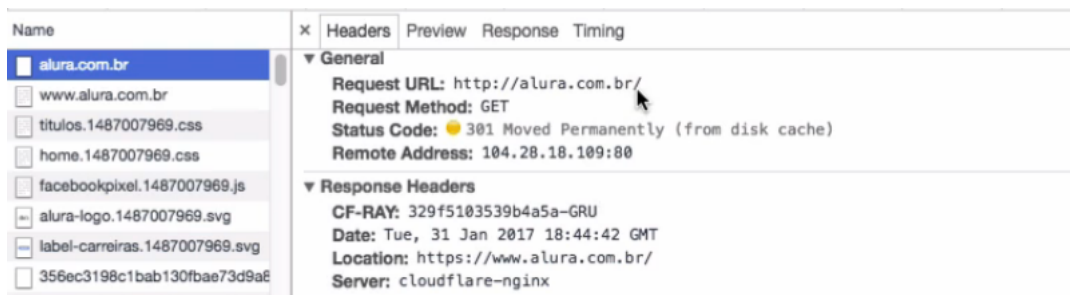 Name
alura.com.br
www.alura.com.br
titulos.1487007969.css
home.1487007969.css
facebookpixel.1487007969.js
alura-logo.1487007969.svg
label-carreiras.1487007969.svg
356ec3198c1bab130fbae73d9a8
× Headers Preview Response Timing
▼ General
Request URL: http://alura.com.br/
Request Method: GET
Status Code: 301 Moved Permanently (from disk cache)
Remote Address: 104.28.18.109:80
▼ Response Headers
CF-RAY: 329f5103539b4a5a-GRU
Date: Tue, 31 Jan 2017 18:44:42 GMT
Location: https://www.alura.com.br/
Server: cloudflare-nginx